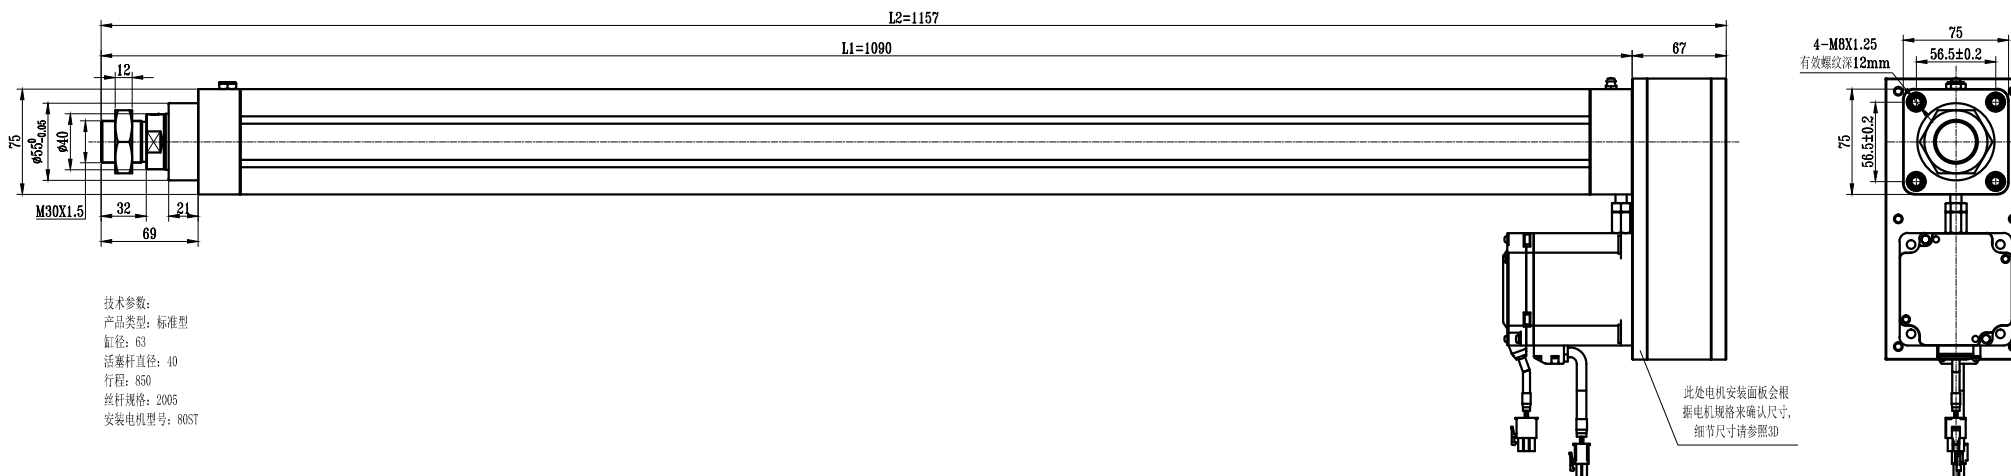 L2=1157
L1=1090
67
12
75
ø55⁰₋₀.₀₅
ø40
M30X1.5
32
21
69
4-M8X1.25
有效螺纹深12mm
75
56.5±0.2
75
56.5±0.2
技术参数:
产品类型: 标准型
缸径: 63
活塞杆直径: 40
行程: 850
丝杆规格: 2005
安装电机型号: 80ST
此处电机安装面板会根
据电机规格来确认尺寸,
细节尺寸请参照3D